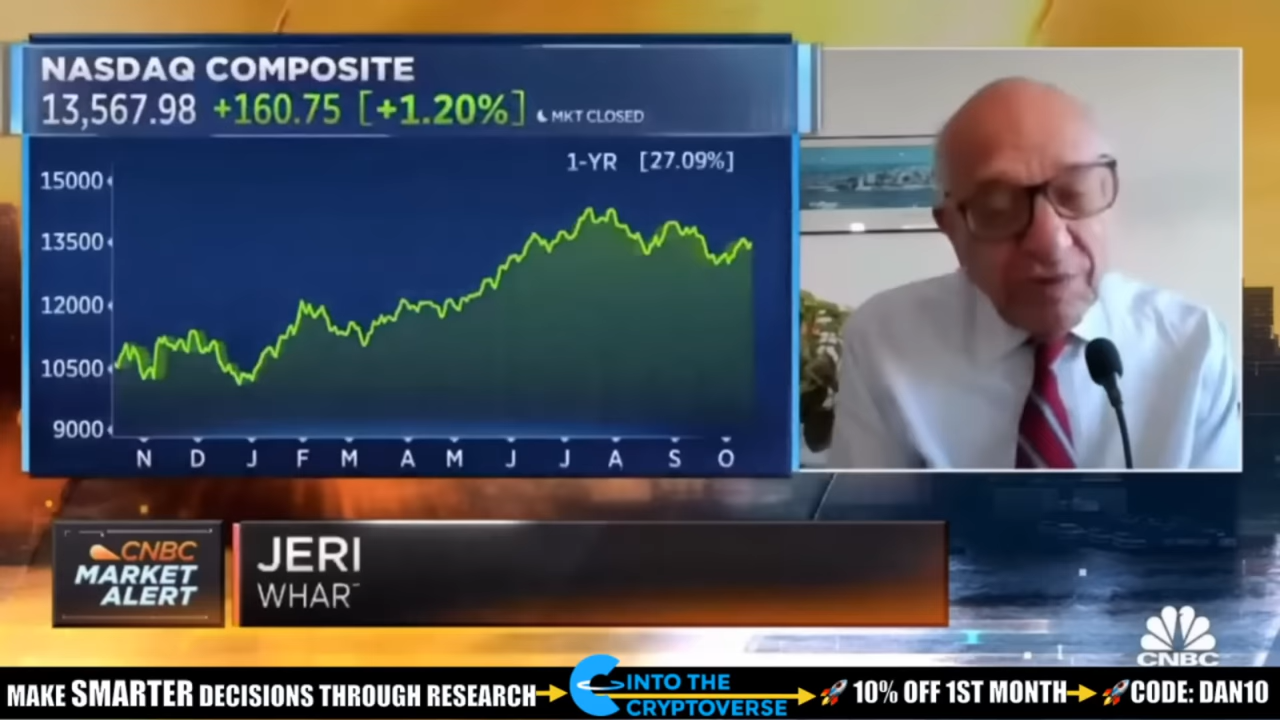 NASDAQ COMPOSITE
13,567.98 +160.75 [+1.20%] MKT CLOSED
1-YR [27.09%]
15000
13500
12000
10500
9000
N D J F M A M J J A S O
CNBC
MARKET
ALERT
JERI
WHAR
CNBC
MAKE SMARTER DECISIONS THROUGH RESEARCH
INTO THE
CRYPTOVERSE
10% OFF 1ST MONTH
CODE: DAN10